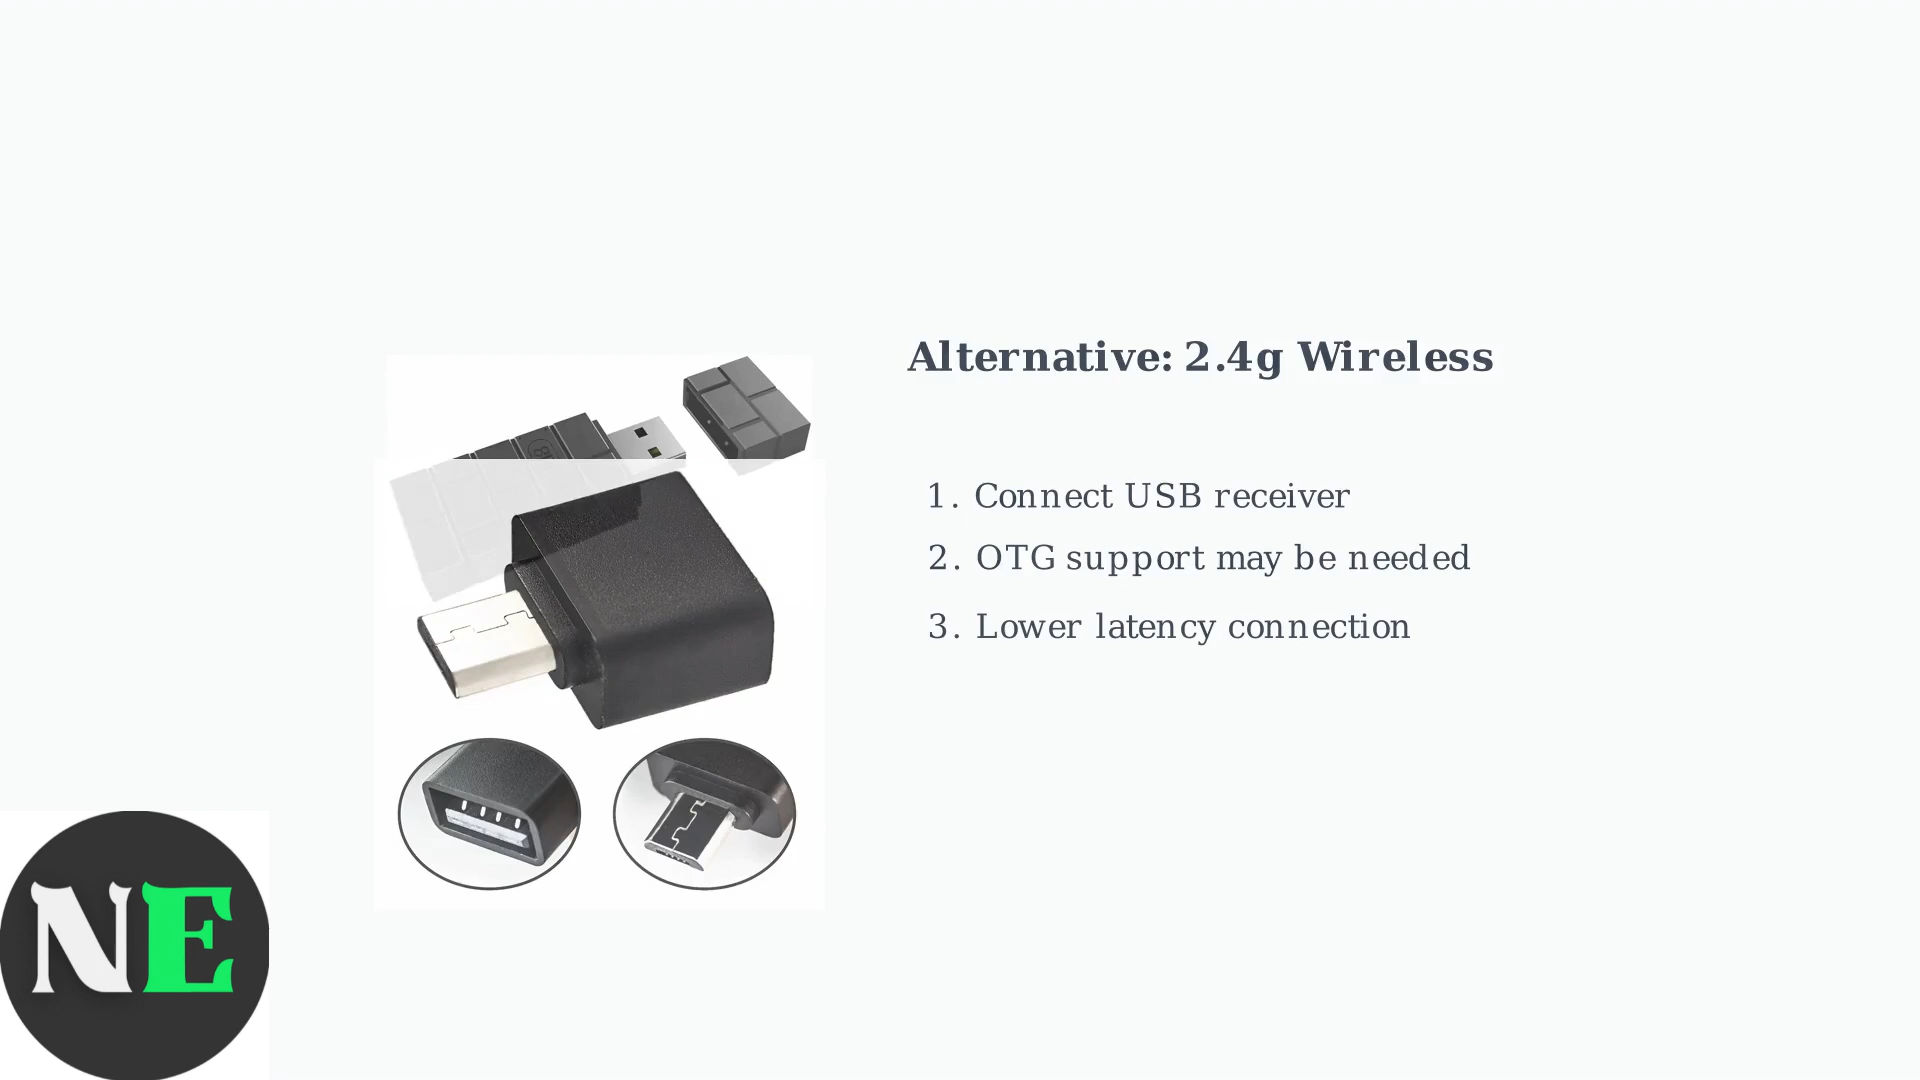 Alternative: 2.4g Wireless
1. Connect USB receiver
2. OTG support may be needed
3. Lower latency connection
NE